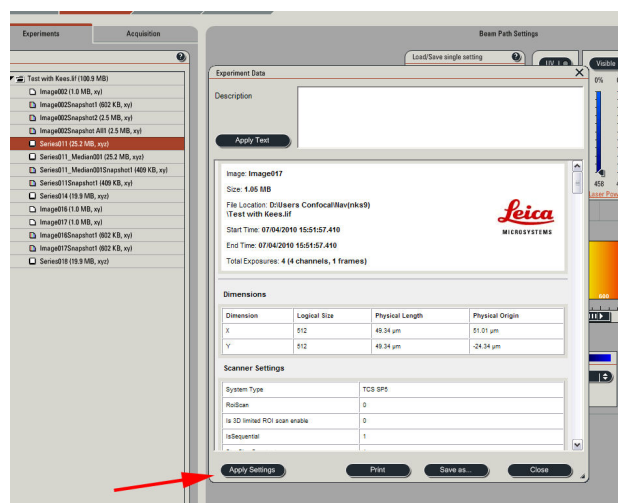 Experiments
Acquisition
Beam Path Settings
Load/Save single setting
UV
Visible
Test with Kees.lif (100.9 MB)
Image002 (1.0 MB, xy)
Image002Snapshot1 (602 KB, xy)
Image002Snapshot2 (2.5 MB, xy)
Image002Snapshot All1 (2.5 MB, xy)
Series011 (25.2 MB, xyz)
Series011_Median001 (25.2 MB, xyz)
Series011_Median001Snapshot1 (409 KB, xy)
Series011Snapshot1 (409 KB, xy)
Series014 (19.9 MB, xyz)
Image016 (1.0 MB, xy)
Image017 (1.0 MB, xy)
Image016Snapshot1 (602 KB, xy)
Image017Snapshot1 (602 KB, xy)
Series018 (19.9 MB, xyz)
Experiment Data
X
Description
Apply Text
Image: Image017
Size: 1.05 MB
File Location: D:\Users Confocal\Nav(nks9)
\Test with Kees.lif
Start Time: 07/04/2010 15:51:57.410
End Time: 07/04/2010 15:51:57.410
Total Exposures: 4 (4 channels, 1 frames)
Leica
MICROSYSTEMS
Dimensions
Dimension Logical Size Physical Length Physical Origin
X 512 49.34 µm 51.01 µm
Y 512 49.34 µm -24.34 µm
Scanner Settings
System Type TCS SP5
RoiScan 0
Is 3D limited ROI scan enable 0
IsSequential 1
Apply Settings
Print
Save as...
Close
0%
458
Laser Pow
600